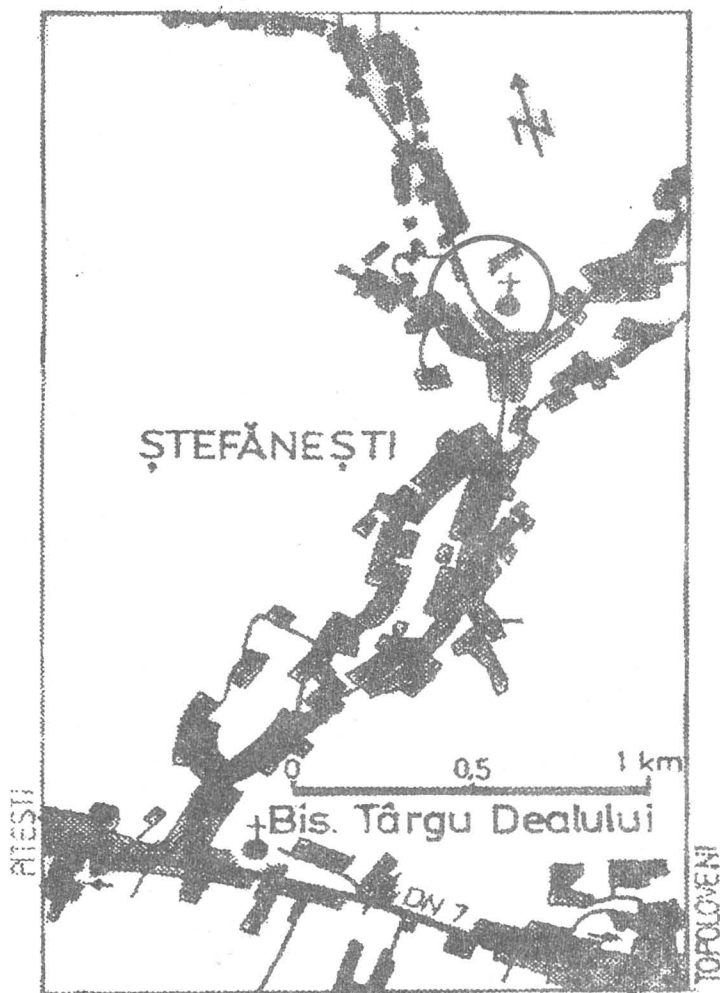 N
ȘTEFĂNEȘTI
0 0,5 1 km
Bis. Târgu Dealului
PITEȘTI
DN 7
TOPOLOVENI